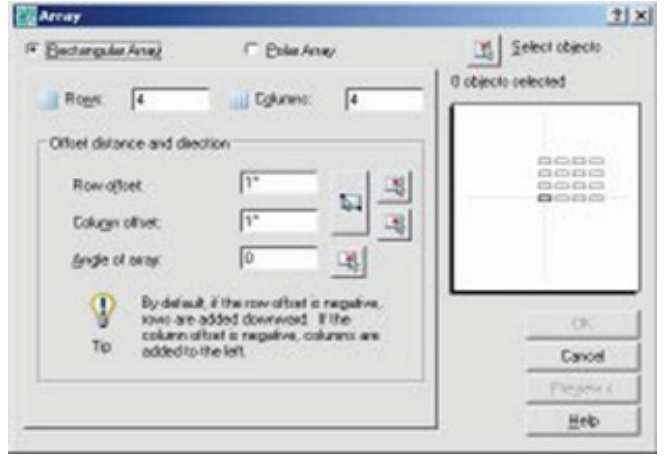 Array
Rectangular Array
Polar Array
Select objects
0 objects selected
Rows: 4
Columns: 4
Offset distance and direction
Row offset: 1"
Column offset: 1"
Angle of array: 0
By default, if the row offset is negative,
rows are added downward. If the
column offset is negative, columns are
added to the left.
Tip
OK
Cancel
Preview <
Help